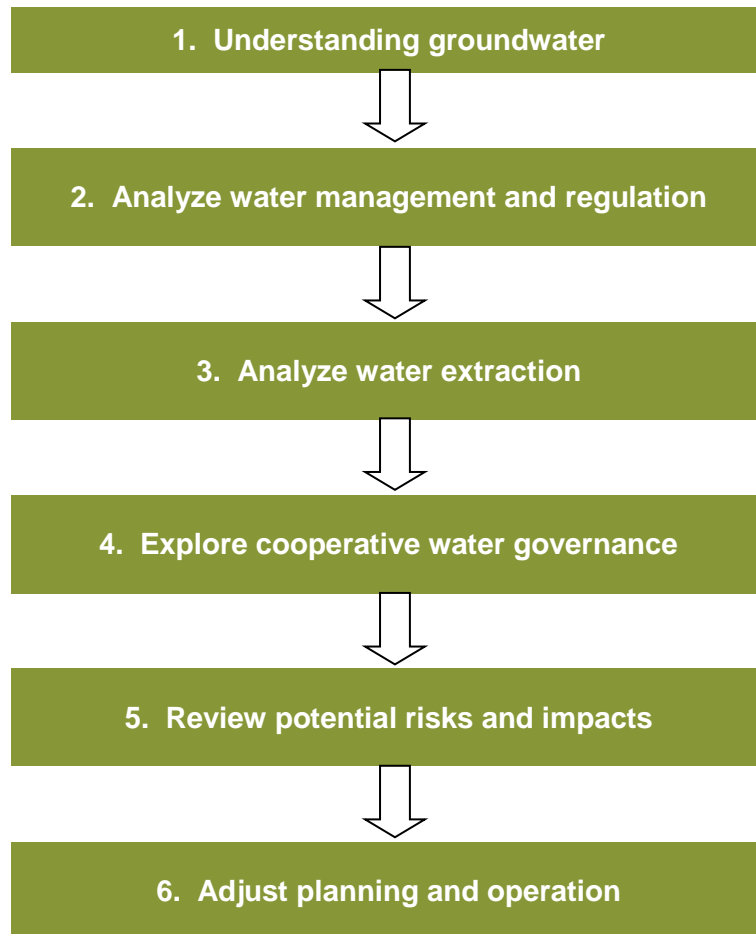 1. Understanding groundwater
2. Analyze water management and regulation
3. Analyze water extraction
4. Explore cooperative water governance
5. Review potential risks and impacts
6. Adjust planning and operation